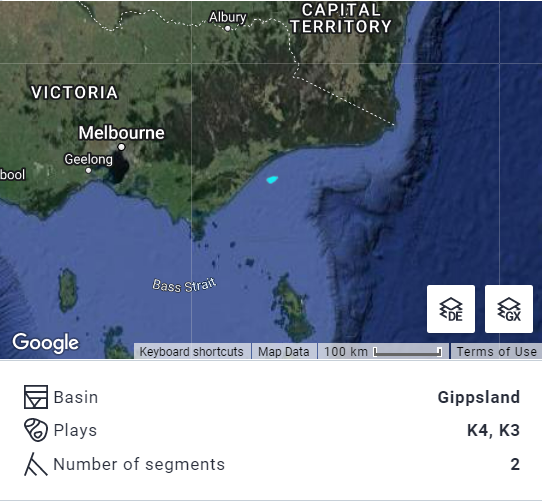 CAPITAL
TERRITORY
Albury
VICTORIA
Melbourne
Geelong
bool
Bass Strait
DE
GX
Google
Keyboard shortcuts
Map Data
100 km
Terms of Use
Basin Gippsland
Plays K4, K3
Number of segments 2